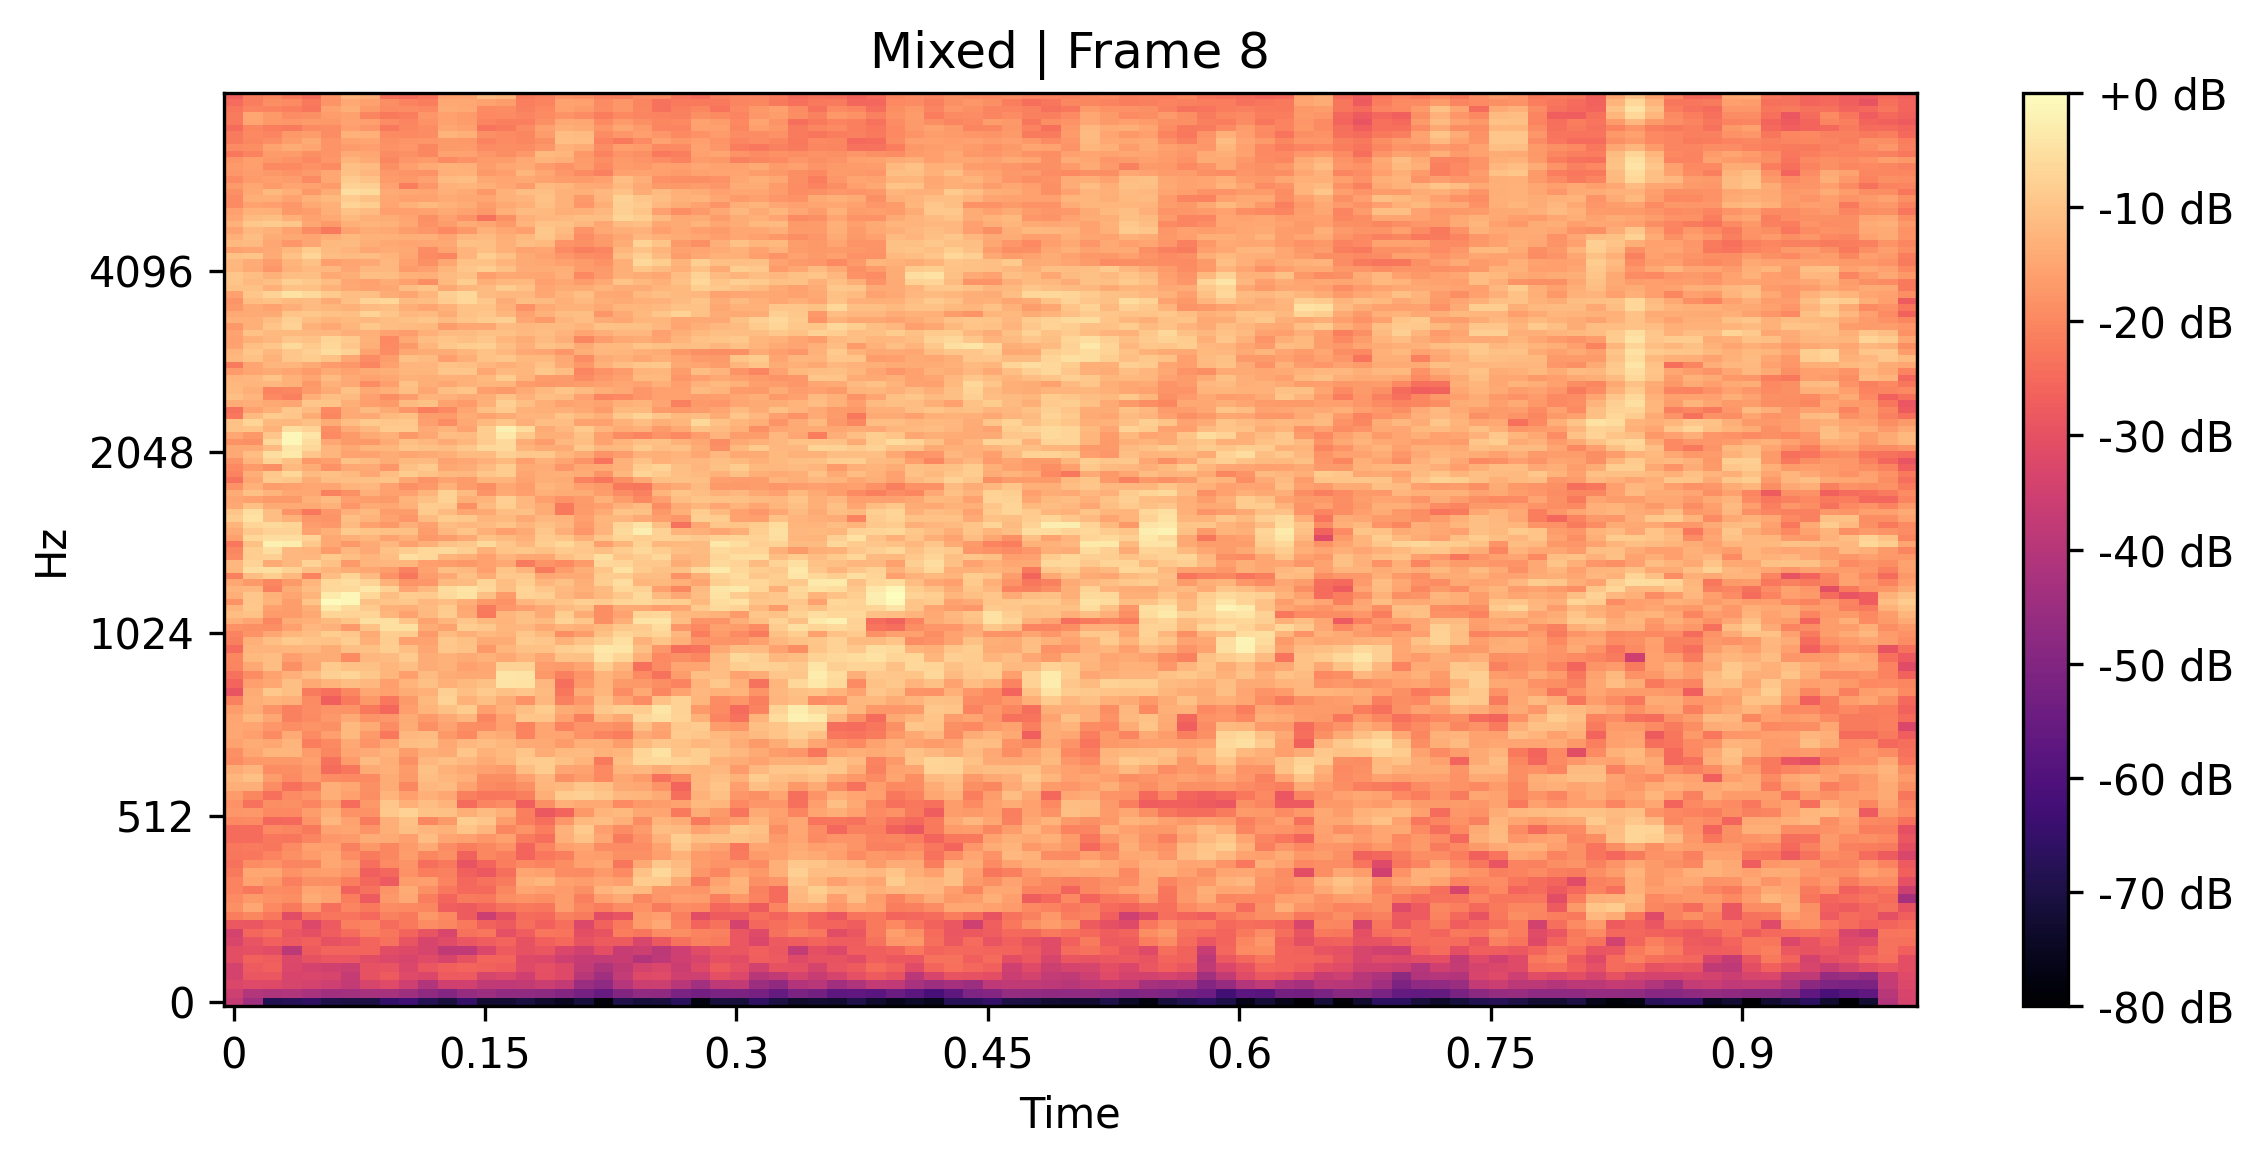 Mixed | Frame 8
+0 dB
-10 dB
-20 dB
-30 dB
-40 dB
-50 dB
-60 dB
-70 dB
-80 dB
Hz
4096
2048
1024
512
0
0 0.15 0.3 0.45 0.6 0.75 0.9
Time